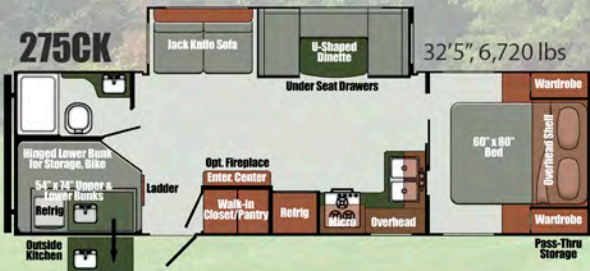 275CK
Jack Knife Sofa
U-Shaped
Dinette
32'5", 6,720 lbs
Under Seat Drawers
Wardrobe
Hinged Lower Bunk
for Storage, Bike
60" x 80"
Bed
Overhead Shelf
54" x 74" Upper &
Lower Bunks
Ladder
Opt. Fireplace
Enter. Center
Walk-in
Closet/Pantry
Refrig
Micro
Overhead
Refrig
Wardrobe
Outside
Kitchen
Pass-Thru
Storage